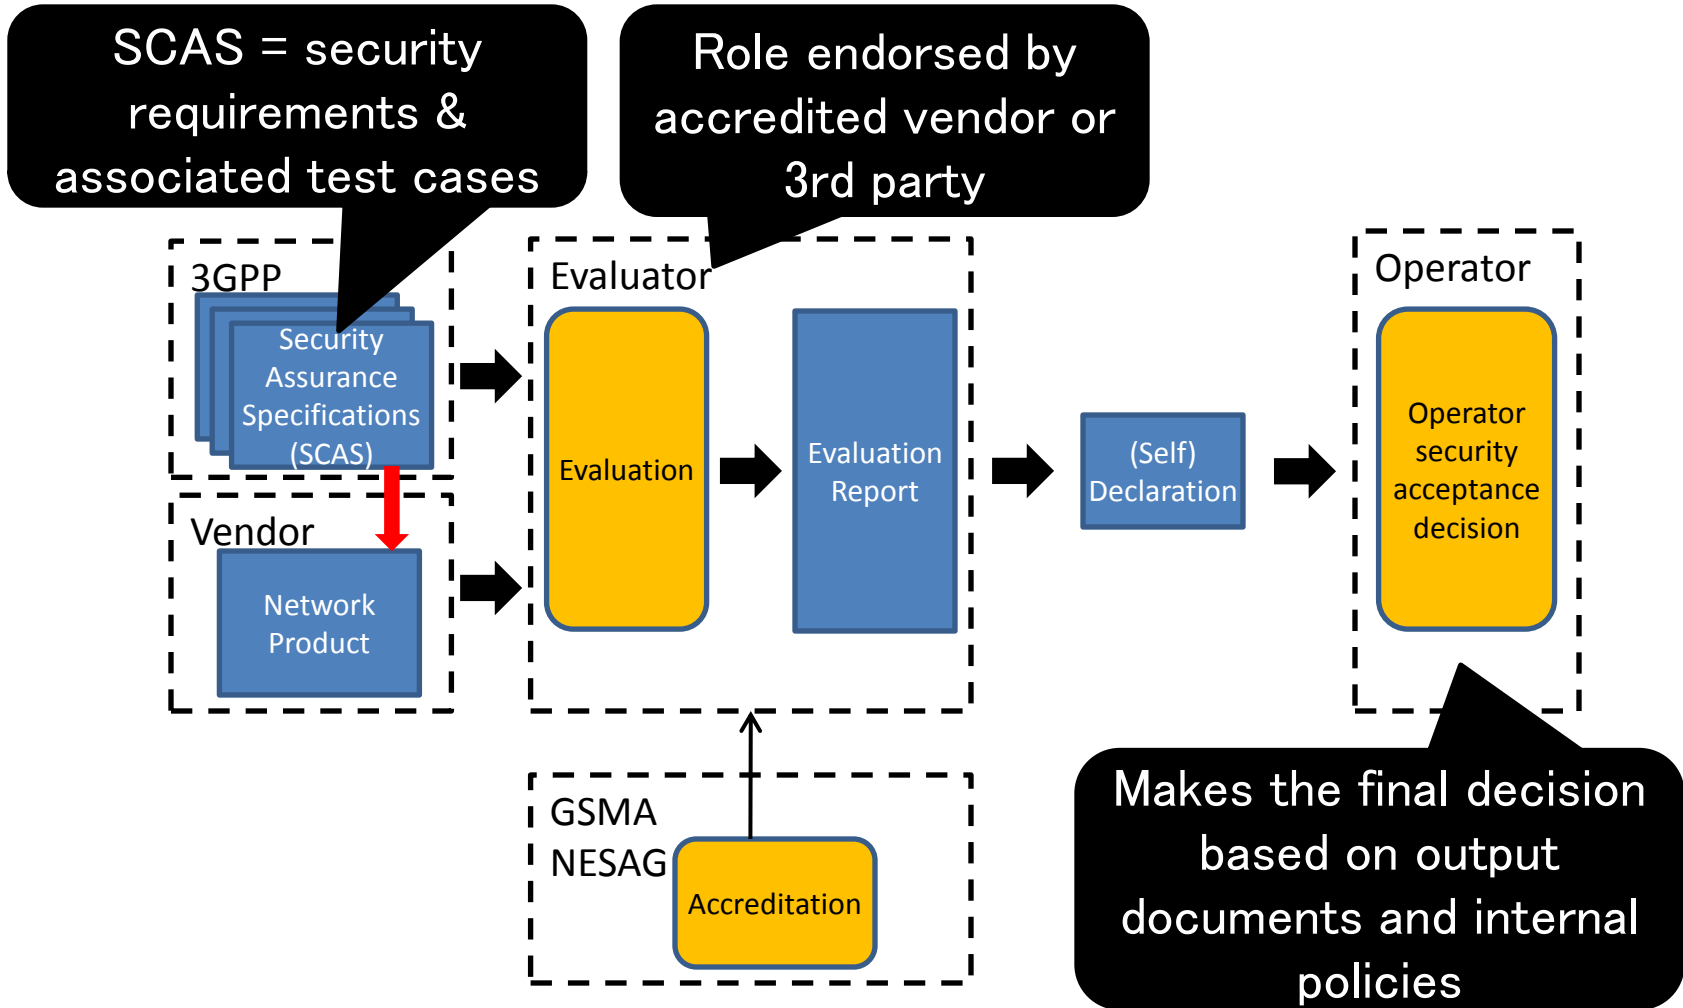 SCAS = security
requirements &
associated test cases
Role endorsed by
accredited vendor or
3rd party
3GPP
Security
Assurance
Specifications
(SCAS)
Vendor
Network
Product
Evaluator
Evaluation
Evaluation
Report
(Self)
Declaration
Operator
Operator
security
acceptance
decision
GSMA
NESAG
Accreditation
Makes the final decision
based on output
documents and internal
policies